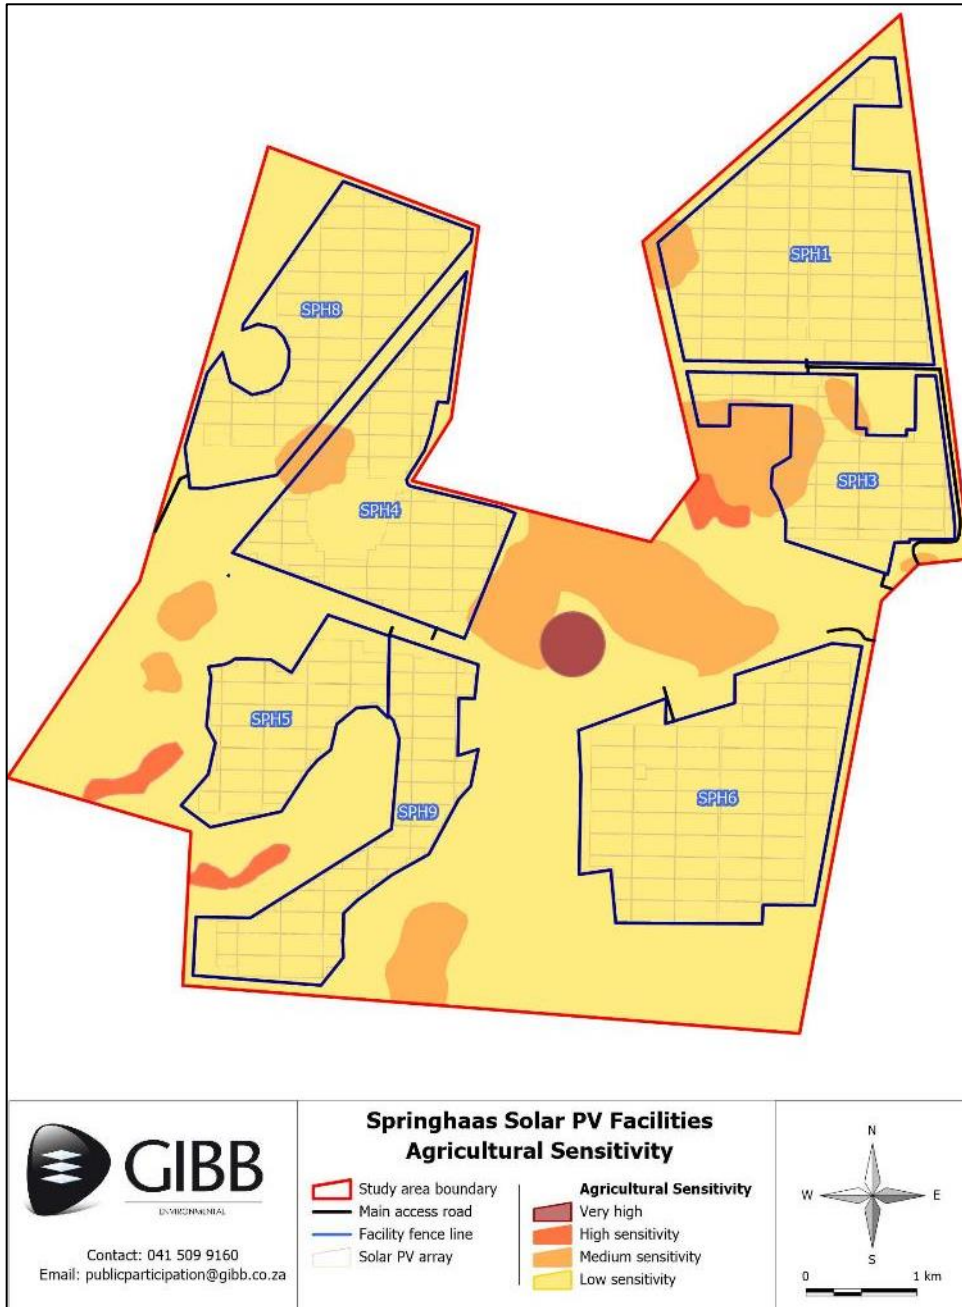 SPH1
SPH8
SPH3
SPH4
SPH5
SPH6
SPH9
GIBB
ENVIRONMENTAL
Contact: 041 509 9160
Email: publicparticipation@gibb.co.za
Springhaas Solar PV Facilities
Agricultural Sensitivity
Study area boundary
Main access road
Facility fence line
Solar PV array
Agricultural Sensitivity
Very high
High sensitivity
Medium sensitivity
Low sensitivity
N
W E
S
0 1 km